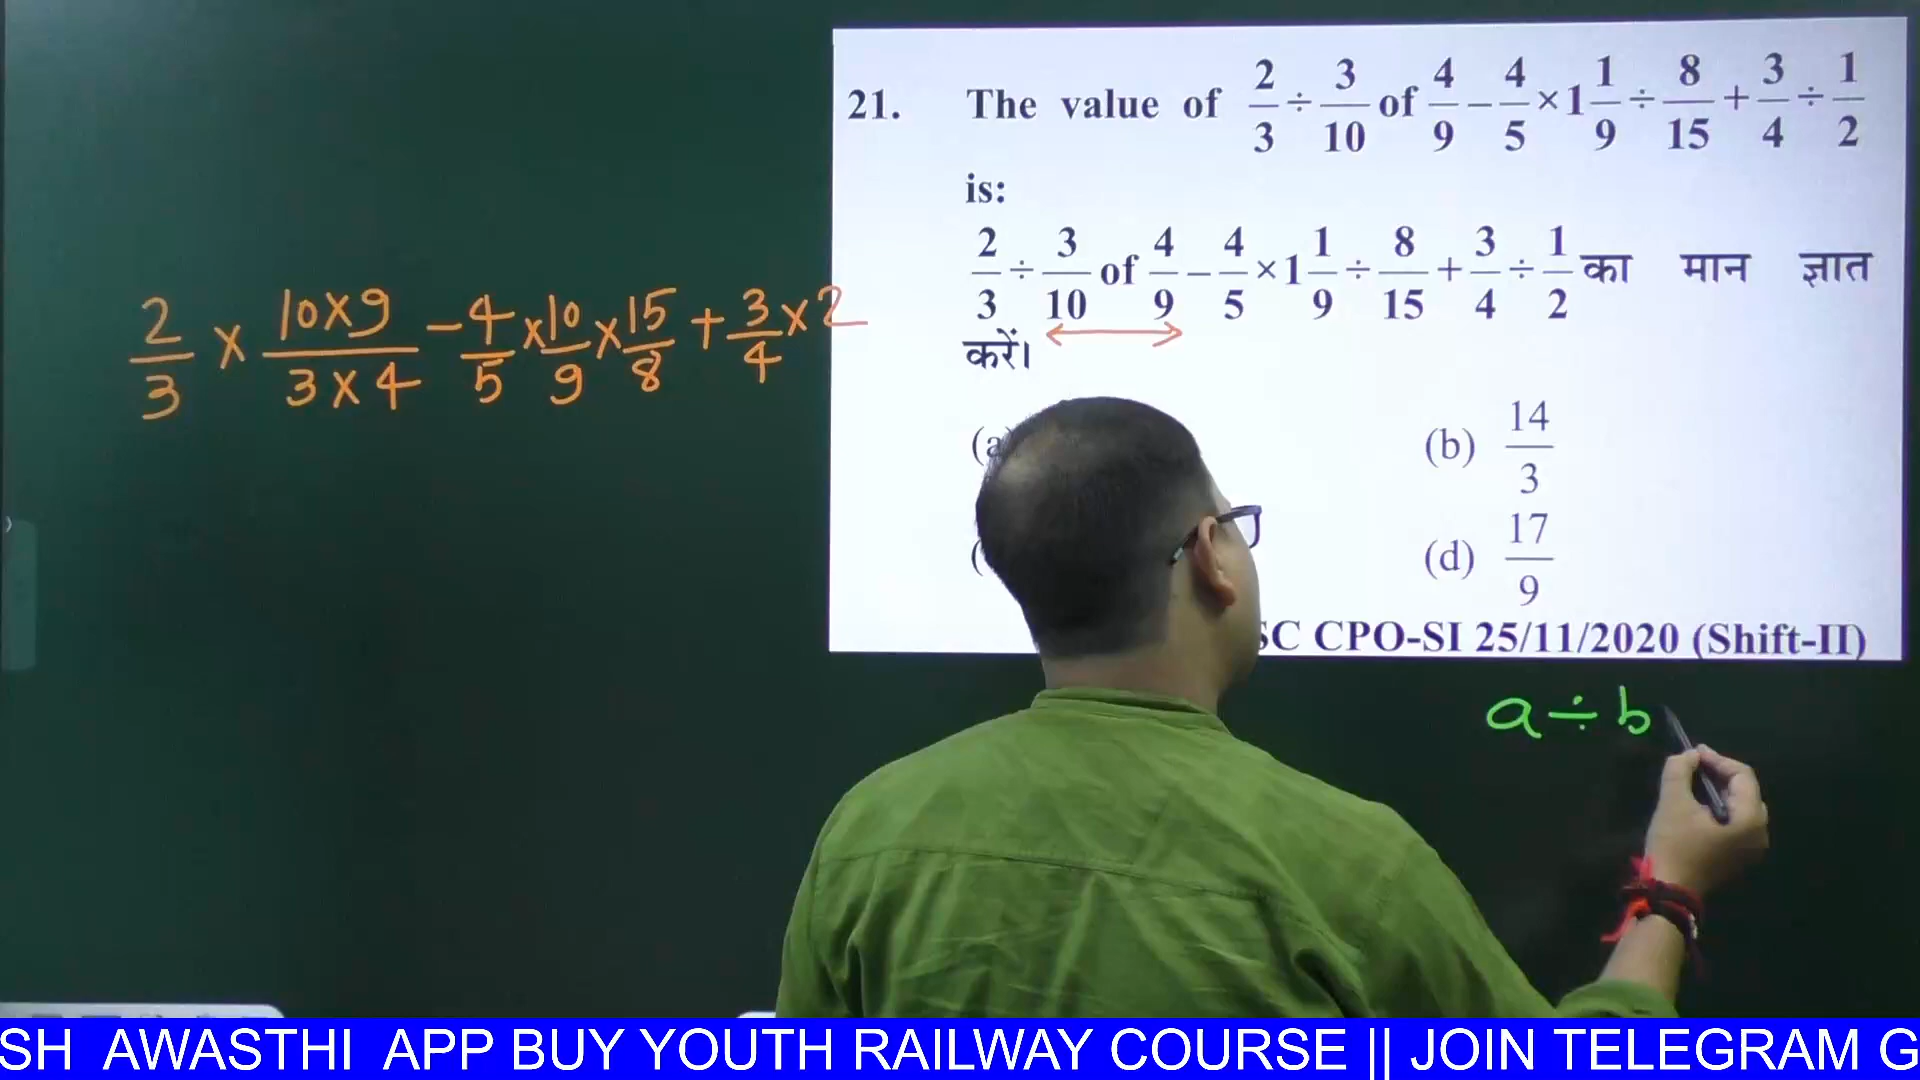 21. The value of 2/3 ÷ 3/10 of 4/9 − 4/5 × 1 1/9 ÷ 8/15 + 3/4 ÷ 1/2
is:
2/3 ÷ 3/10 of 4/9 − 4/5 × 1 1/9 ÷ 8/15 + 3/4 ÷ 1/2 का मान ज्ञात
करें।
(b) 14/3
(d) 17/9
CPO-SI 25/11/2020 (Shift-II)
2/3 × (10×9)/(3×4) − 4/5 × 10/9 × 15/8 + 3/4 × 2
a ÷ b
AWASTHI APP BUY YOUTH RAILWAY COURSE || JOIN TELEGRAM